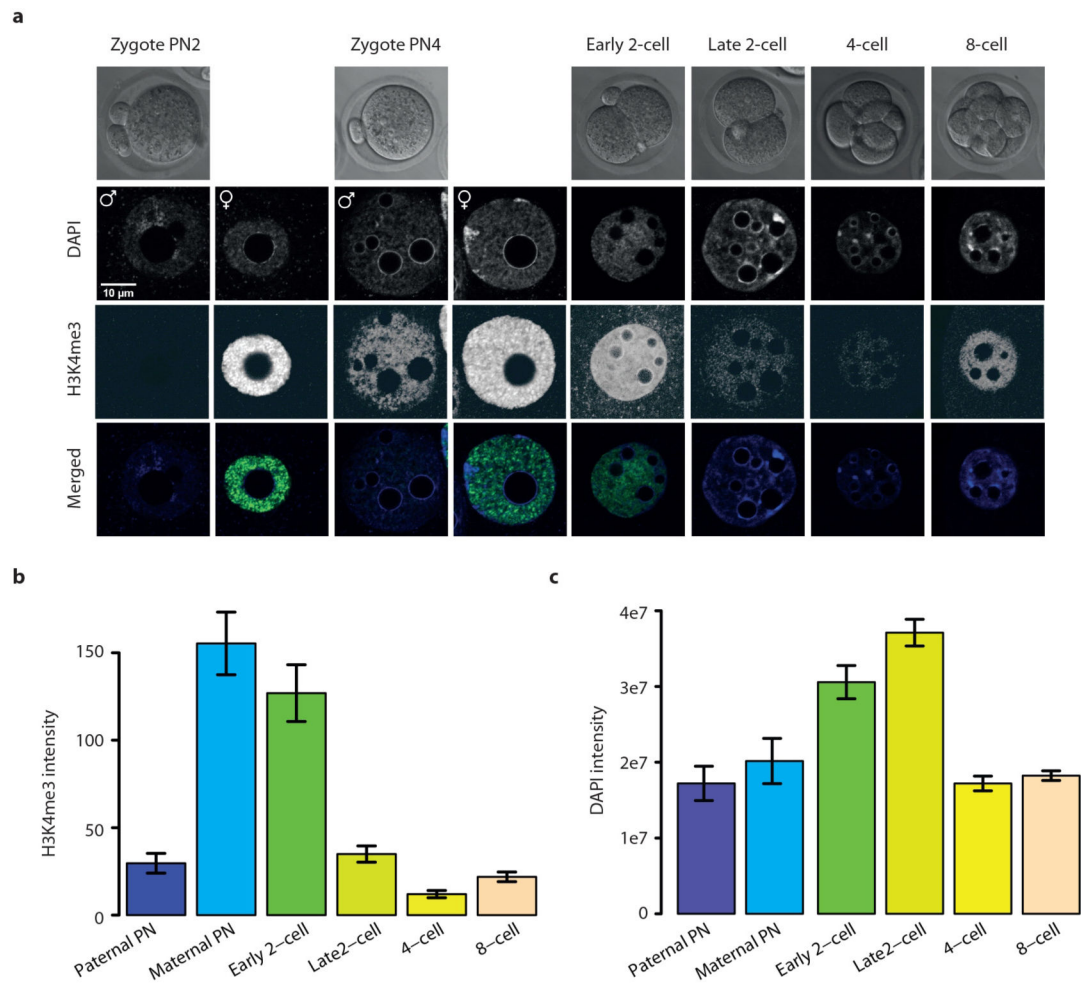 a
Zygote PN2
Zygote PN4
Early 2-cell
Late 2-cell
4-cell
8-cell
DAPI
♂
♀
♂
♀
10 μm
H3K4me3
Merged
b
H3K4me3 intensity
150
100
50
0
Paternal PN
Maternal PN
Early 2–cell
Late2–cell
4–cell
8–cell
c
DAPI intensity
4e7
3e7
2e7
1e7
0
Paternal PN
Maternal PN
Early 2–cell
Late2–cell
4–cell
8–cell